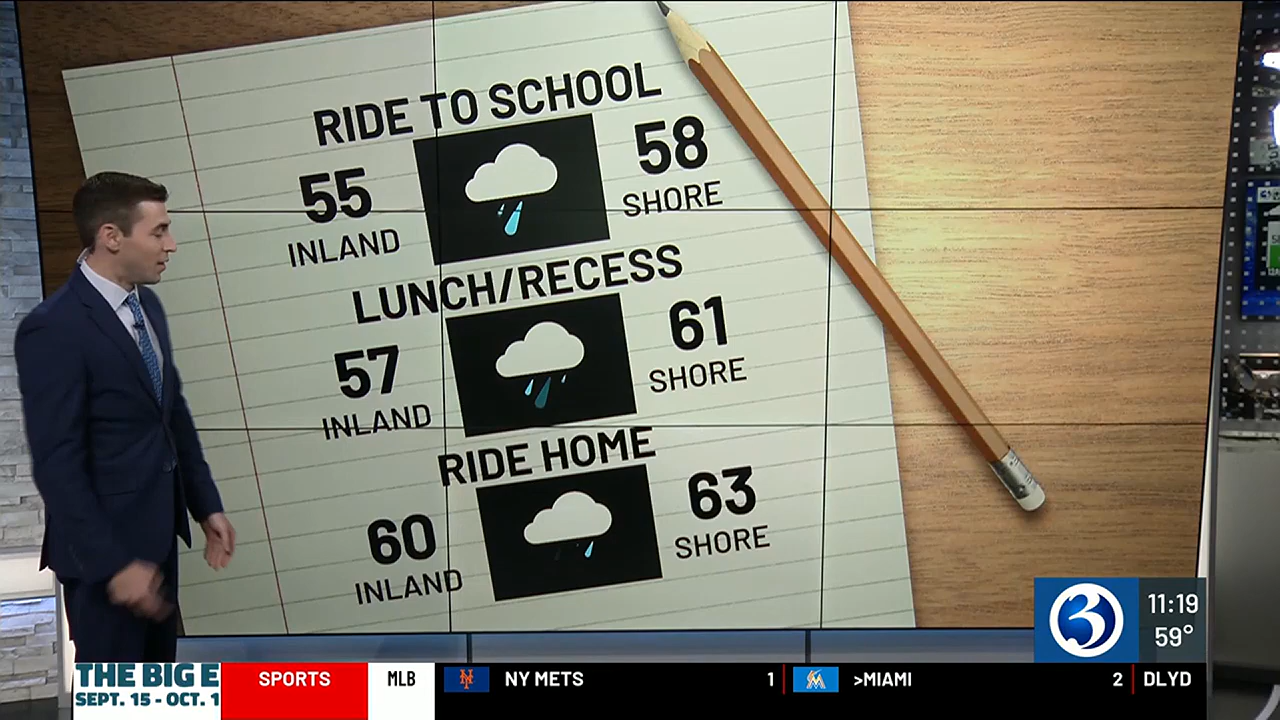 RIDE TO SCHOOL
55
INLAND
58
SHORE
LUNCH/RECESS
57
INLAND
61
SHORE
RIDE HOME
60
INLAND
63
SHORE
3
11:19
59°
THE BIG E
SEPT. 15 - OCT. 1
SPORTS
MLB
NY METS
1
>MIAMI
2
DLYD